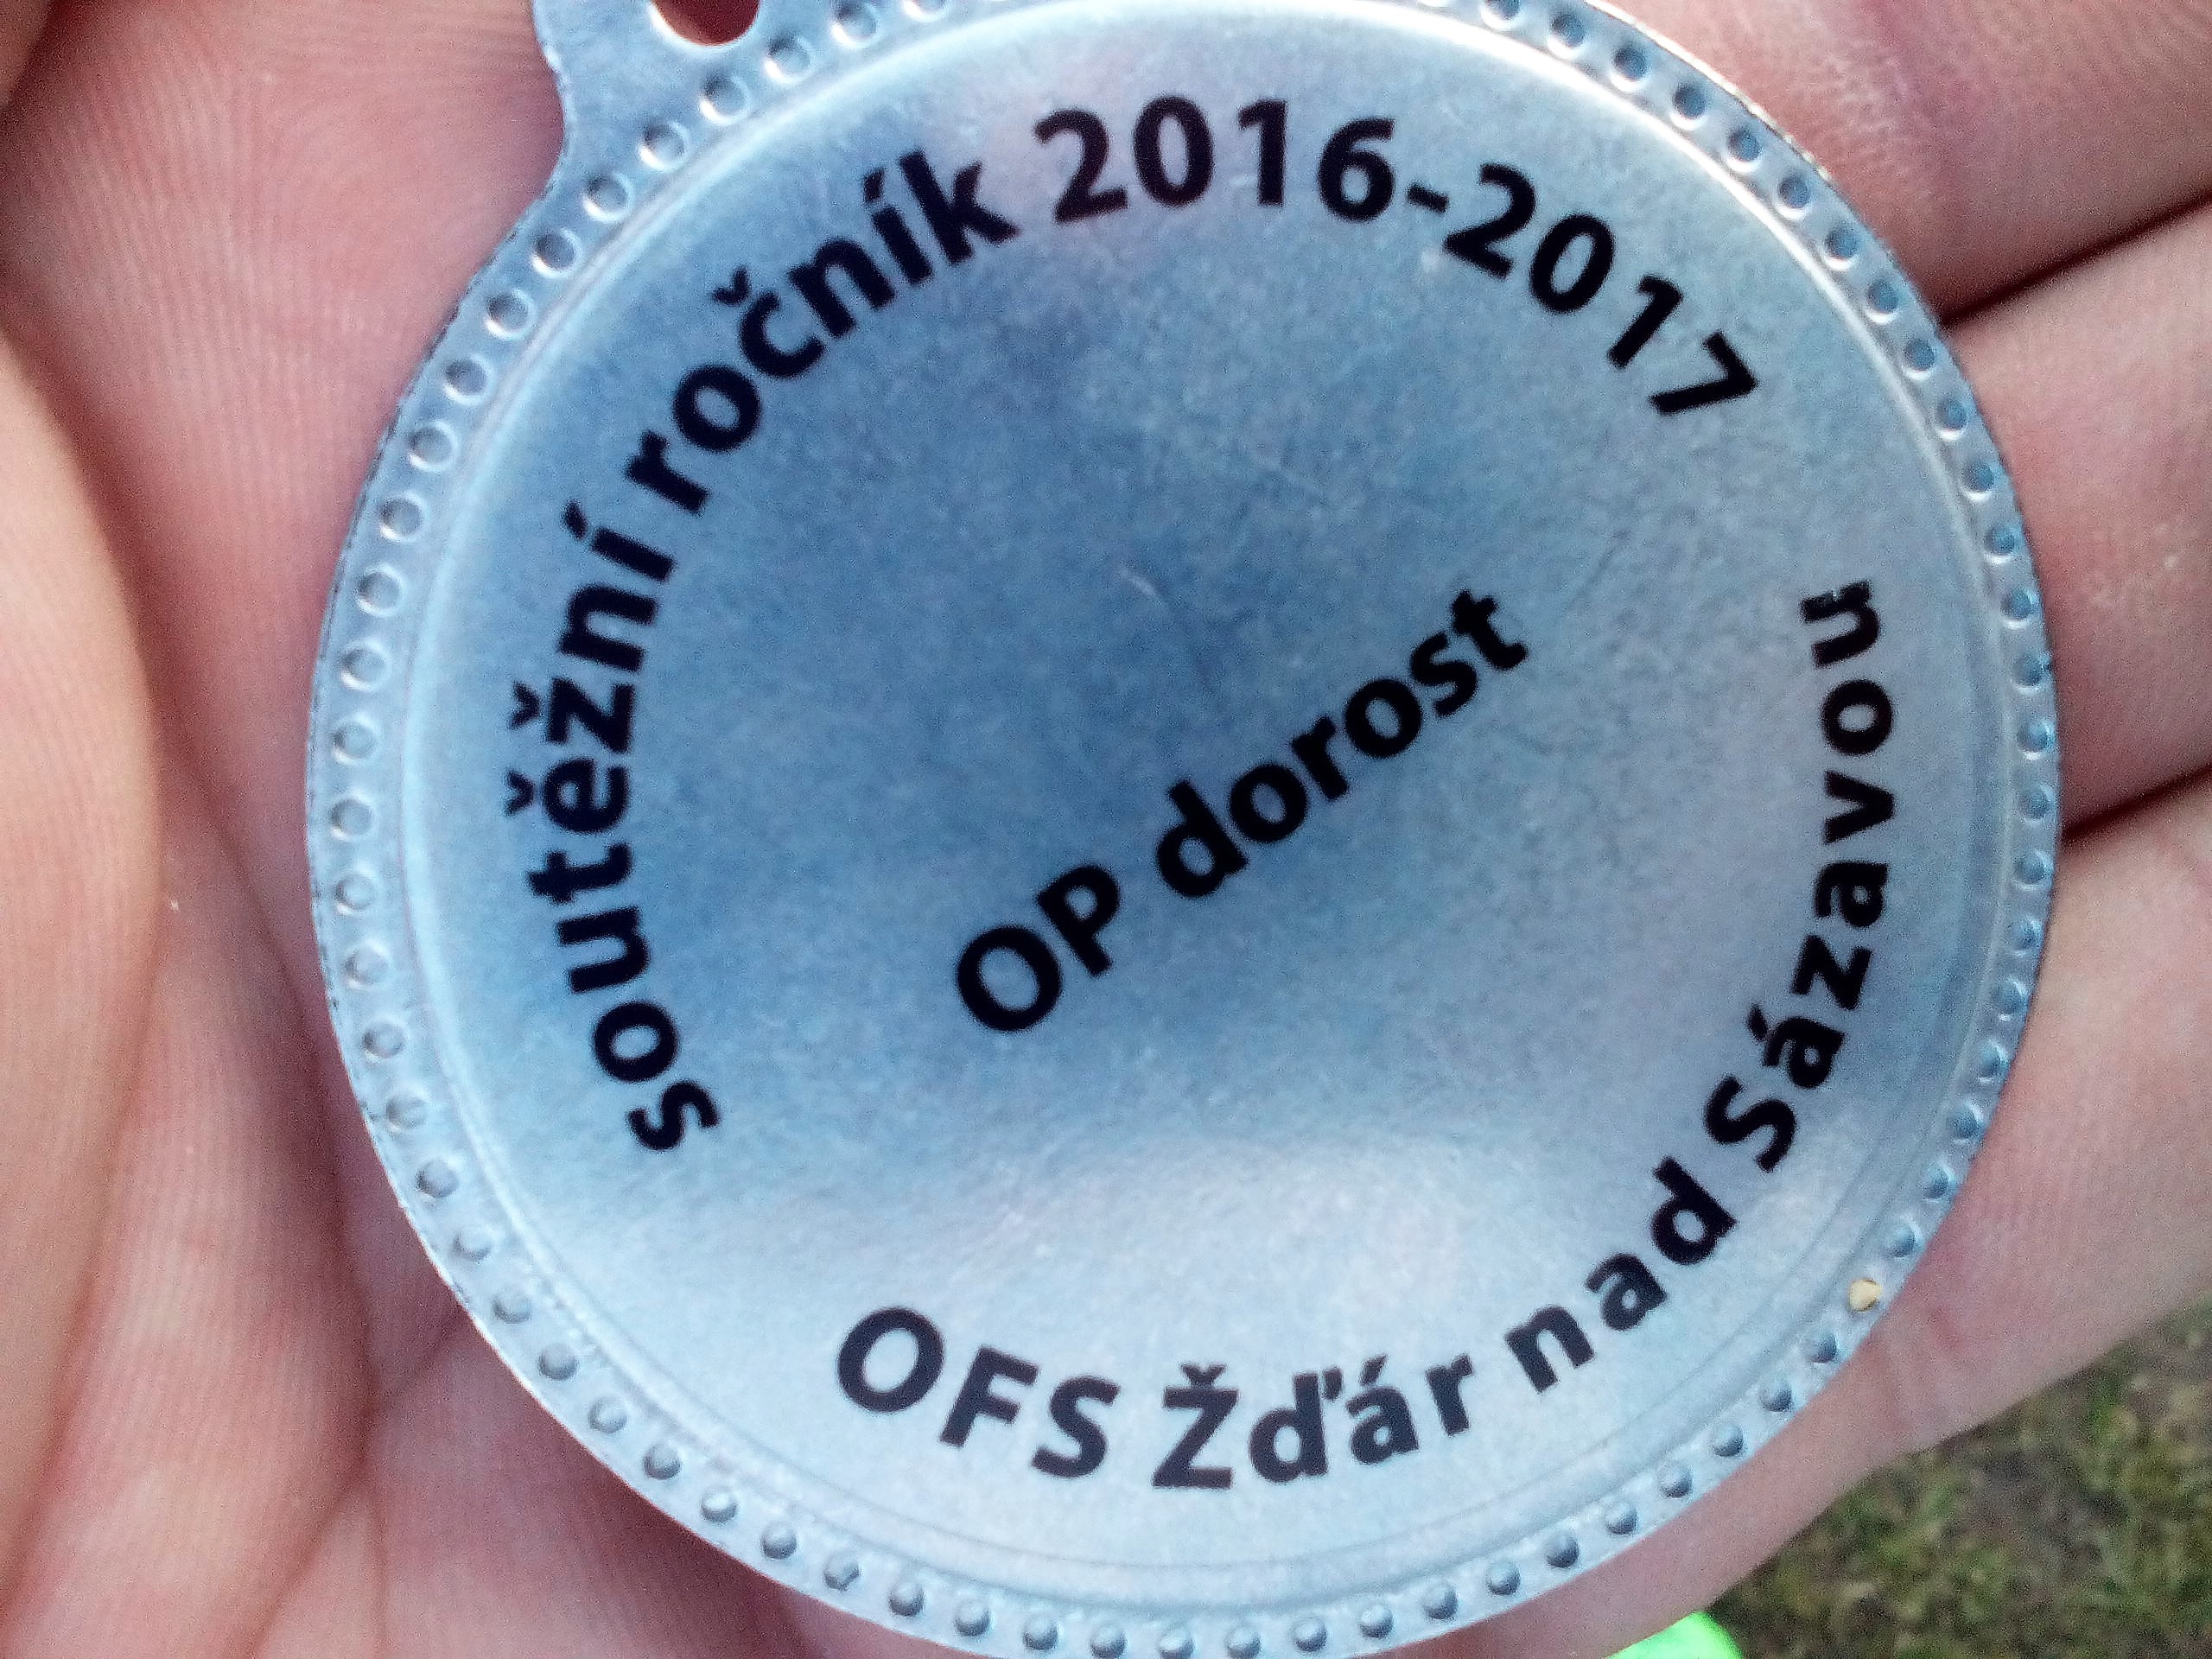 soutěžní ročník 2016-2017
OP dorost
OFS Žďár nad Sázavou